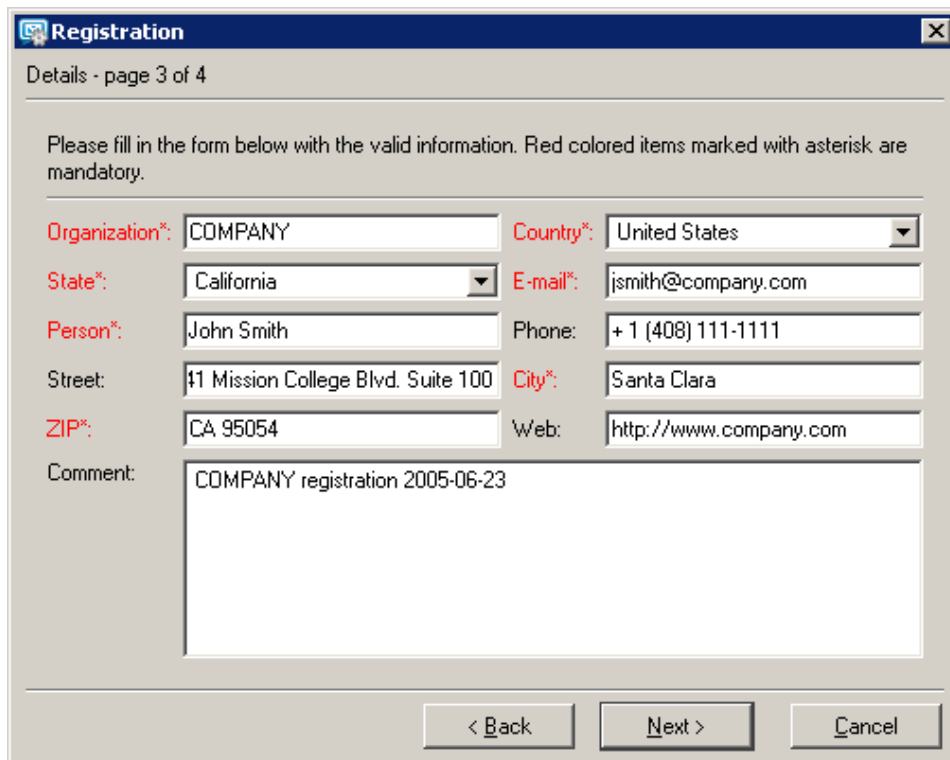 Registration
Details - page 3 of 4
Please fill in the form below with the valid information. Red colored items marked with asterisk are
mandatory.
Organization*: COMPANY Country*: United States
State*: California E-mail*: jsmith@company.com
Person*: John Smith Phone: + 1 (408) 111-1111
Street: 41 Mission College Blvd. Suite 100 City*: Santa Clara
ZIP*: CA 95054 Web: http://www.company.com
Comment: COMPANY registration 2005-06-23
< Back Next > Cancel